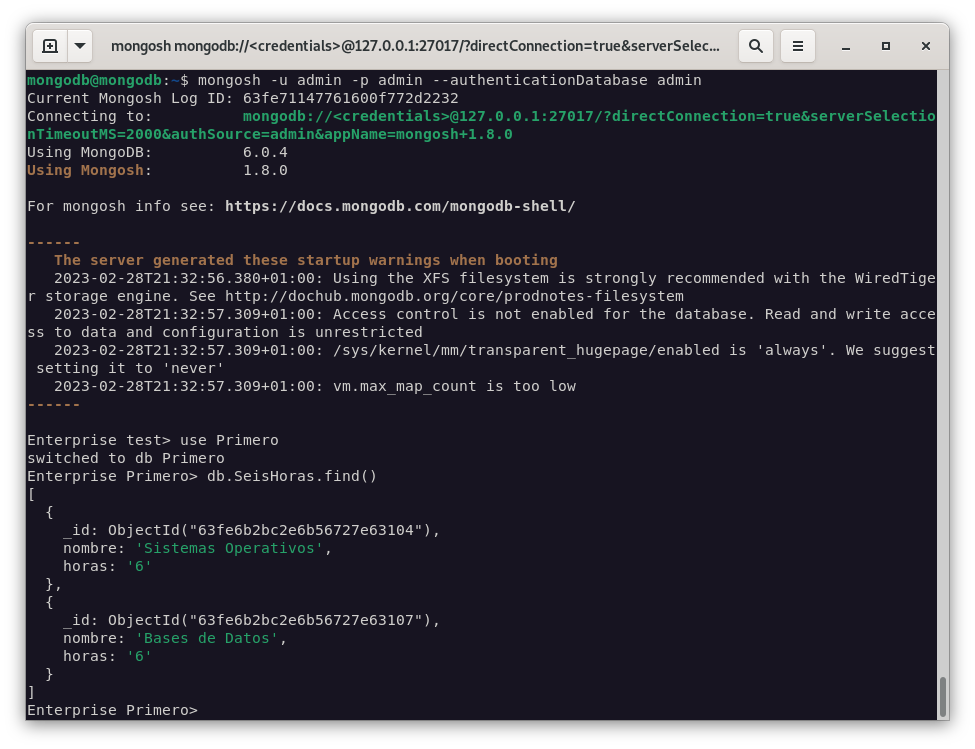 mongosh mongodb://<credentials>@127.0.0.1:27017/?directConnection=true&serverSelec...
mongodb@mongodb:~$ mongosh -u admin -p admin --authenticationDatabase admin
Current Mongosh Log ID: 63fe71147761600f772d2232
Connecting to:          mongodb://<credentials>@127.0.0.1:27017/?directConnection=true&serverSelectio
nTimeoutMS=2000&authSource=admin&appName=mongosh+1.8.0
Using MongoDB:          6.0.4
Using Mongosh:          1.8.0
For mongosh info see: https://docs.mongodb.com/mongodb-shell/
------
   The server generated these startup warnings when booting
   2023-02-28T21:32:56.380+01:00: Using the XFS filesystem is strongly recommended with the WiredTige
r storage engine. See http://dochub.mongodb.org/core/prodnotes-filesystem
   2023-02-28T21:32:57.309+01:00: Access control is not enabled for the database. Read and write acce
ss to data and configuration is unrestricted
   2023-02-28T21:32:57.309+01:00: /sys/kernel/mm/transparent_hugepage/enabled is 'always'. We suggest
 setting it to 'never'
   2023-02-28T21:32:57.309+01:00: vm.max_map_count is too low
------
Enterprise test> use Primero
switched to db Primero
Enterprise Primero> db.SeisHoras.find()
[
  {
    _id: ObjectId("63fe6b2bc2e6b56727e63104"),
    nombre: 'Sistemas Operativos',
    horas: '6'
  },
  {
    _id: ObjectId("63fe6b2bc2e6b56727e63107"),
    nombre: 'Bases de Datos',
    horas: '6'
  }
]
Enterprise Primero>